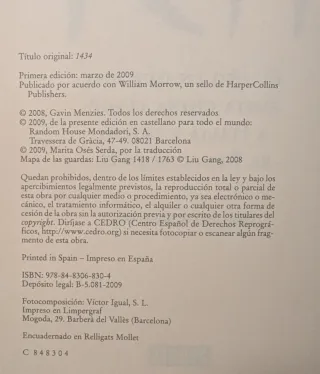 Título original: 1434
Primera edición: marzo de 2009
Publicado por acuerdo con William Morrow, un sello de HarperCollins
Publishers.
© 2008, Gavin Menzies. Todos los derechos reservados
© 2009, de la presente edición en castellano para todo el mundo:
Random House Mondadori, S. A.
Travessera de Gràcia, 47-49. 08021 Barcelona
© 2009, Marita Osés Serda, por la traducción
Mapa de las guardas: Liu Gang 1418 / 1763 © Liu Gang, 2008
Quedan prohibidos, dentro de los límites establecidos en la ley y bajo los
apercibimientos legalmente previstos, la reproducción total o parcial de
esta obra por cualquier medio o procedimiento, ya sea electrónico o me-
cánico, el tratamiento informático, el alquiler o cualquier otra forma de
cesión de la obra sin la autorización previa y por escrito de los titulares del
copyright. Diríjase a CEDRO (Centro Español de Derechos Reprográ-
ficos, http://www.cedro.org) si necesita fotocopiar o escanear algún frag-
mento de esta obra.
Printed in Spain – Impreso en España
ISBN: 978-84-8306-830-4
Depósito legal: B-5.081-2009
Fotocomposición: Víctor Igual, S. L.
Impreso en Limpergraf
Mogoda, 29. Barberà del Vallès (Barcelona)
Encuadernado en Relligats Mollet
C 848304